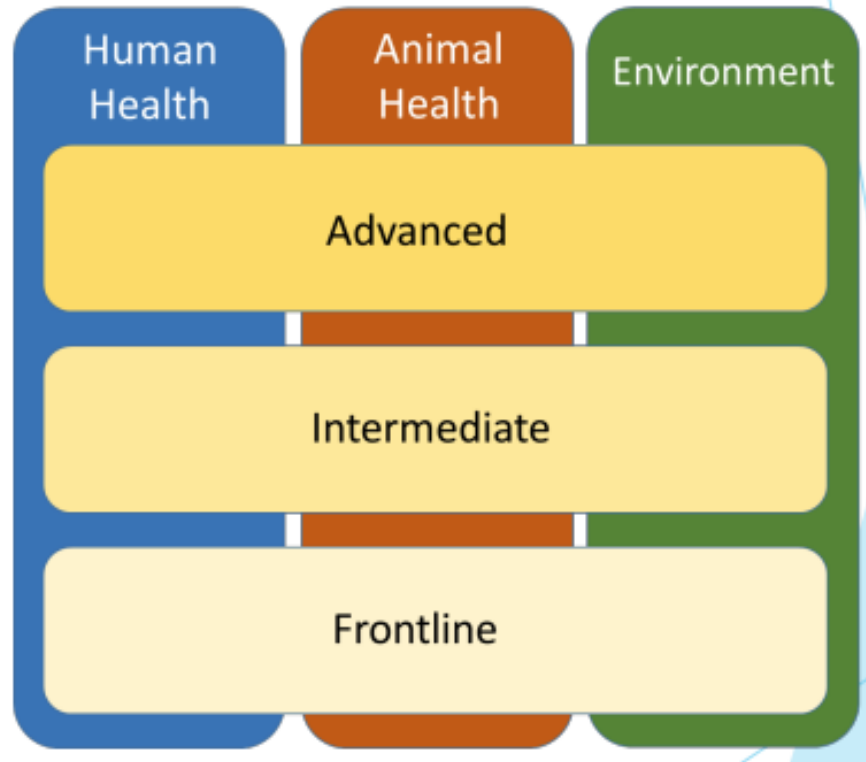 Human
Health
Animal
Health
Environment
Advanced
Intermediate
Frontline